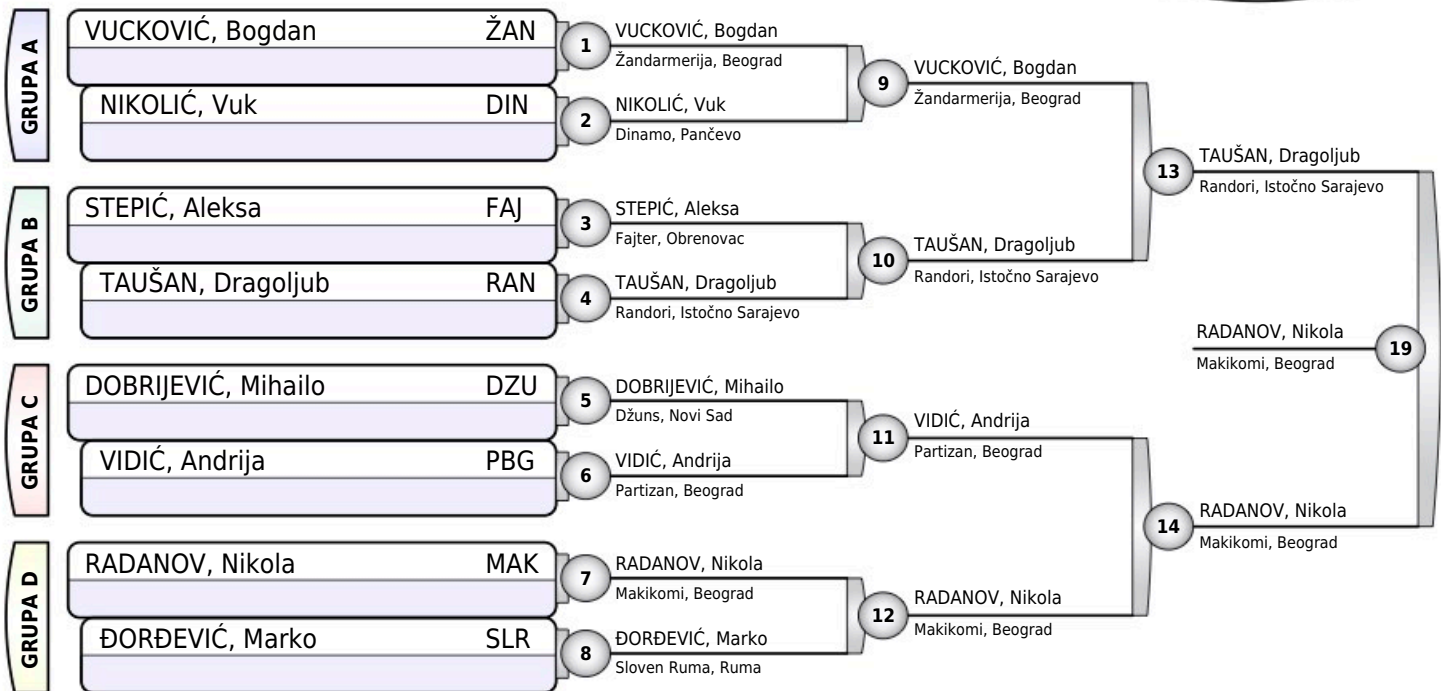 GRUPA A
VUCKOVIĆ, Bogdan ŽAN
NIKOLIĆ, Vuk DIN
GRUPA B
STEPIĆ, Aleksa FAJ
TAUŠAN, Dragoljub RAN
GRUPA C
DOBRIJEVIĆ, Mihailo DZU
VIDIĆ, Andrija PBG
GRUPA D
RADANOV, Nikola MAK
ĐORĐEVIĆ, Marko SLR
1
VUCKOVIĆ, Bogdan
Žandarmerija, Beograd
2
NIKOLIĆ, Vuk
Dinamo, Pančevo
3
STEPIĆ, Aleksa
Fajter, Obrenovac
4
TAUŠAN, Dragoljub
Randori, Istočno Sarajevo
5
DOBRIJEVIĆ, Mihailo
Džuns, Novi Sad
6
VIDIĆ, Andrija
Partizan, Beograd
7
RADANOV, Nikola
Makikomi, Beograd
8
ĐORĐEVIĆ, Marko
Sloven Ruma, Ruma
9
VUCKOVIĆ, Bogdan
Žandarmerija, Beograd
10
TAUŠAN, Dragoljub
Randori, Istočno Sarajevo
11
VIDIĆ, Andrija
Partizan, Beograd
12
RADANOV, Nikola
Makikomi, Beograd
13
TAUŠAN, Dragoljub
Randori, Istočno Sarajevo
14
RADANOV, Nikola
Makikomi, Beograd
RADANOV, Nikola
Makikomi, Beograd
19